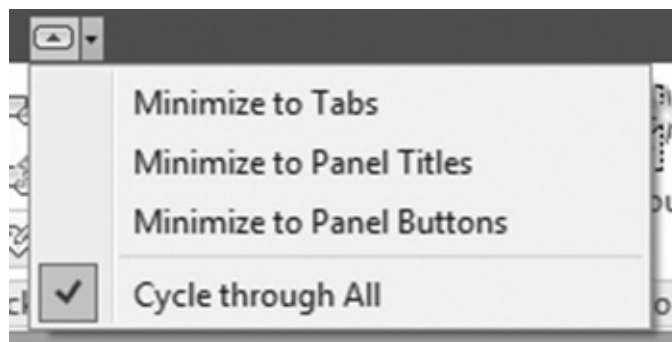 Minimize to Tabs
Minimize to Panel Titles
Minimize to Panel Buttons
Cycle through All